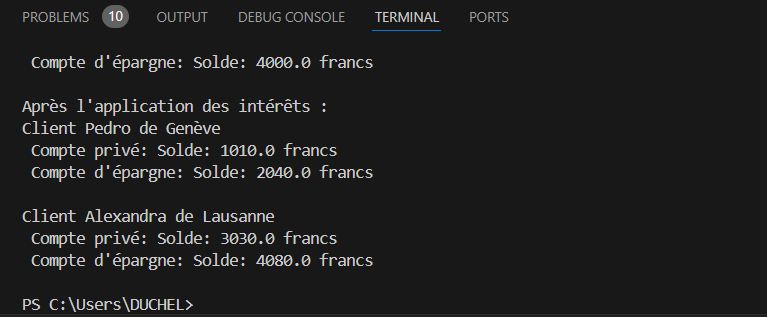 PROBLEMS 10 OUTPUT DEBUG CONSOLE TERMINAL PORTS
Compte d'épargne: Solde: 4000.0 francs
Après l'application des intérêts :
Client Pedro de Genève
Compte privé: Solde: 1010.0 francs
Compte d'épargne: Solde: 2040.0 francs
Client Alexandra de Lausanne
Compte privé: Solde: 3030.0 francs
Compte d'épargne: Solde: 4080.0 francs
PS C:\Users\DUCHEL>